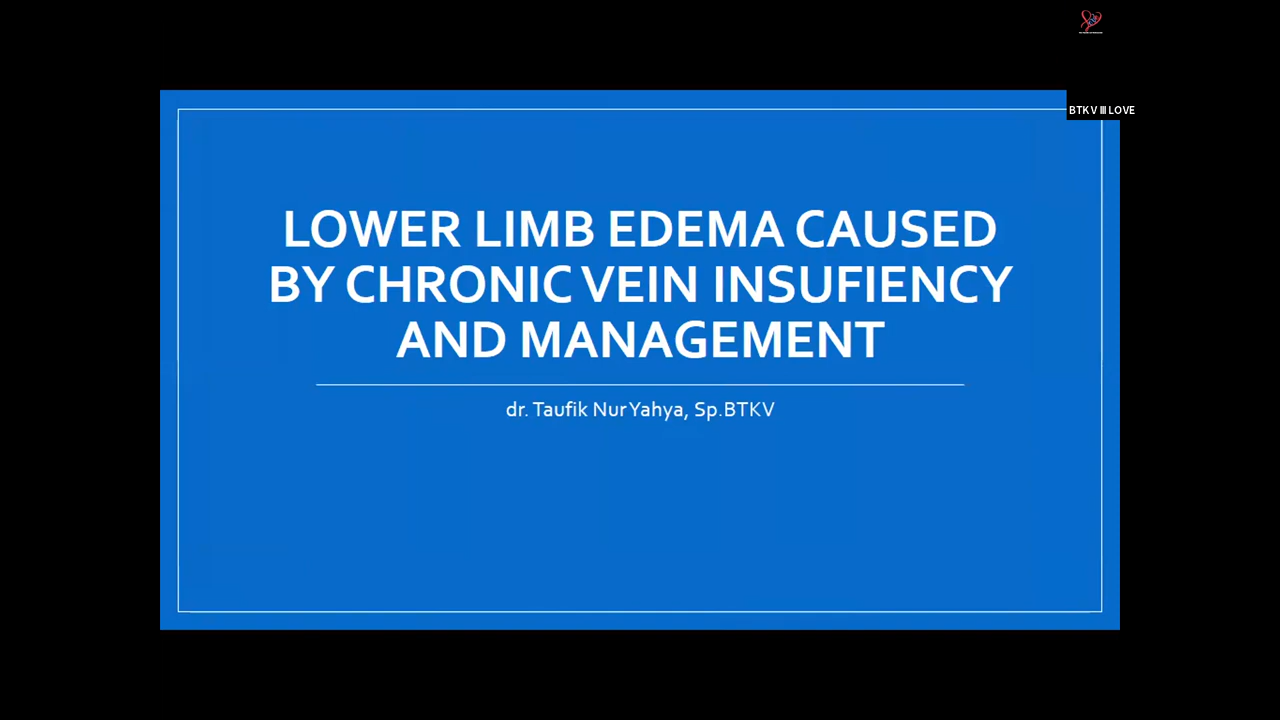 BTKV III LOVE
LOWER LIMB EDEMA CAUSED
BY CHRONIC VEIN INSUFIENCY
AND MANAGEMENT
dr. Taufik Nur Yahya, Sp.BTKV